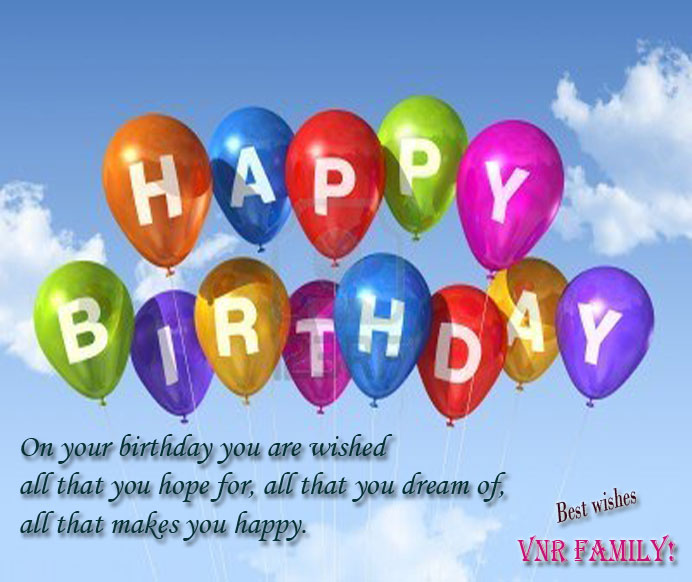 HAPPY
BIRTHDAY
On your birthday you are wished
all that you hope for, all that you dream of,
all that makes you happy.
Best wishes
VNR FAMILY!